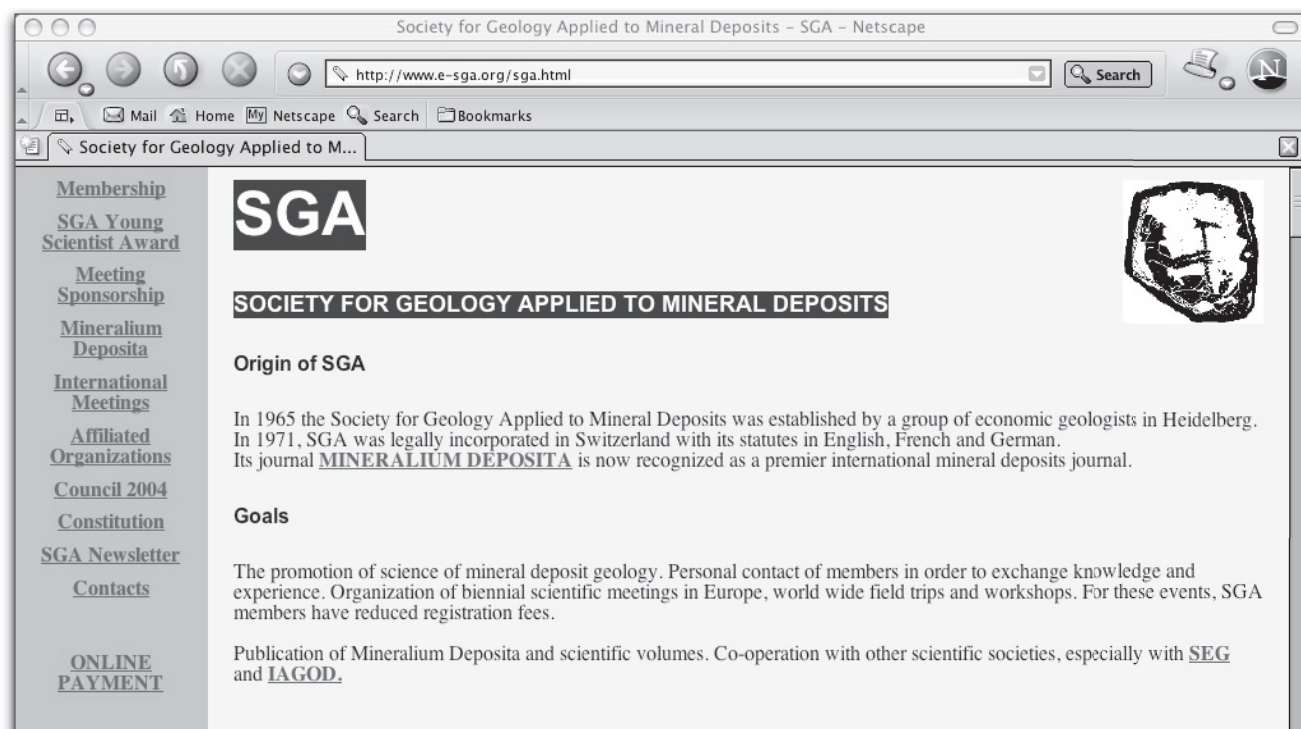 Society for Geology Applied to Mineral Deposits – SGA – Netscape
http://www.e-sga.org/sga.html
Search
N
Mail Home My Netscape Search Bookmarks
Society for Geology Applied to M...
Membership
SGA Young
Scientist Award
Meeting
Sponsorship
Mineralium
Deposita
International
Meetings
Affiliated
Organizations
Council 2004
Constitution
SGA Newsletter
Contacts
ONLINE
PAYMENT
SGA
SOCIETY FOR GEOLOGY APPLIED TO MINERAL DEPOSITS
Origin of SGA
In 1965 the Society for Geology Applied to Mineral Deposits was established by a group of economic geologists in Heidelberg.
In 1971, SGA was legally incorporated in Switzerland with its statutes in English, French and German.
Its journal MINERALIUM DEPOSITA is now recognized as a premier international mineral deposits journal.
Goals
The promotion of science of mineral deposit geology. Personal contact of members in order to exchange knowledge and
experience. Organization of biennial scientific meetings in Europe, world wide field trips and workshops. For these events, SGA
members have reduced registration fees.
Publication of Mineralium Deposita and scientific volumes. Co-operation with other scientific societies, especially with SEG
and IAGOD.